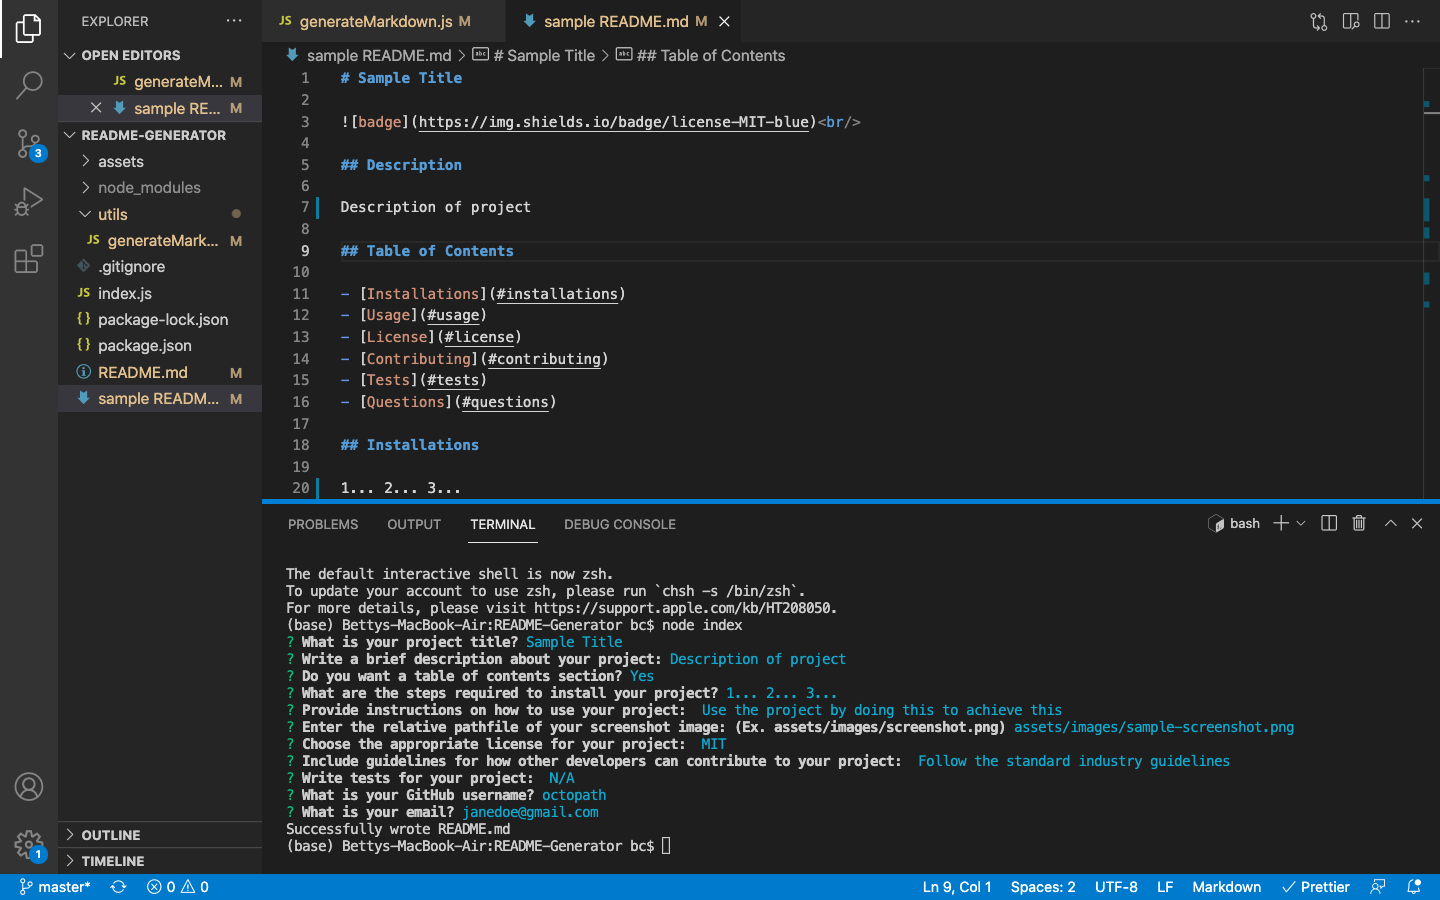 EXPLORER
OPEN EDITORS
JS generateM... M
sample RE... M
README-GENERATOR
assets
node_modules
utils
JS generateMark... M
.gitignore
JS index.js
{} package-lock.json
{} package.json
README.md M
sample READM... M
OUTLINE
TIMELINE
3
1
JS generateMarkdown.js M
sample README.md M
sample README.md > # Sample Title > ## Table of Contents
1 # Sample Title
2
3 ![badge](https://img.shields.io/badge/license-MIT-blue)<br/>
4
5 ## Description
6
7 Description of project
8
9 ## Table of Contents
10
11 - [Installations](#installations)
12 - [Usage](#usage)
13 - [License](#license)
14 - [Contributing](#contributing)
15 - [Tests](#tests)
16 - [Questions](#questions)
17
18 ## Installations
19
20 1... 2... 3...
PROBLEMS OUTPUT TERMINAL DEBUG CONSOLE bash
The default interactive shell is now zsh.
To update your account to use zsh, please run `chsh -s /bin/zsh`.
For more details, please visit https://support.apple.com/kb/HT208050.
(base) Bettys-MacBook-Air:README-Generator bc$ node index
? What is your project title? Sample Title
? Write a brief description about your project: Description of project
? Do you want a table of contents section? Yes
? What are the steps required to install your project? 1... 2... 3...
? Provide instructions on how to use your project:  Use the project by doing this to achieve this
? Enter the relative pathfile of your screenshot image: (Ex. assets/images/screenshot.png) assets/images/sample-screenshot.png
? Choose the appropriate license for your project:  MIT
? Include guidelines for how other developers can contribute to your project:  Follow the standard industry guidelines
? Write tests for your project:  N/A
? What is your GitHub username? octopath
? What is your email? janedoe@gmail.com
Successfully wrote README.md
(base) Bettys-MacBook-Air:README-Generator bc$
master* 0 0 Ln 9, Col 1 Spaces: 2 UTF-8 LF Markdown Prettier